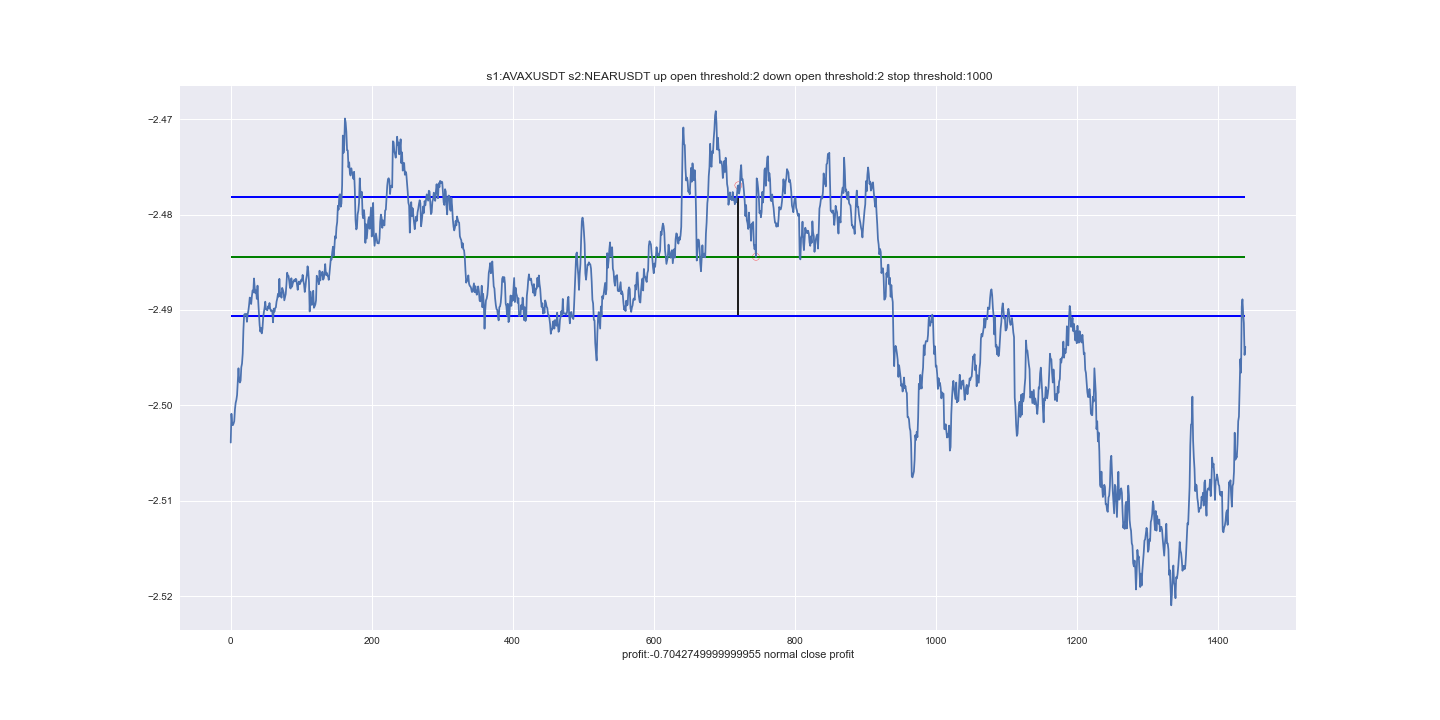 s1:AVAXUSDT s2:NEARUSDT up open threshold:2 down open threshold:2 stop threshold:1000
−2.47
−2.48
−2.49
−2.50
−2.51
−2.52
0 200 400 600 800 1000 1200 1400
profit:-0.7042749999999955 normal close profit